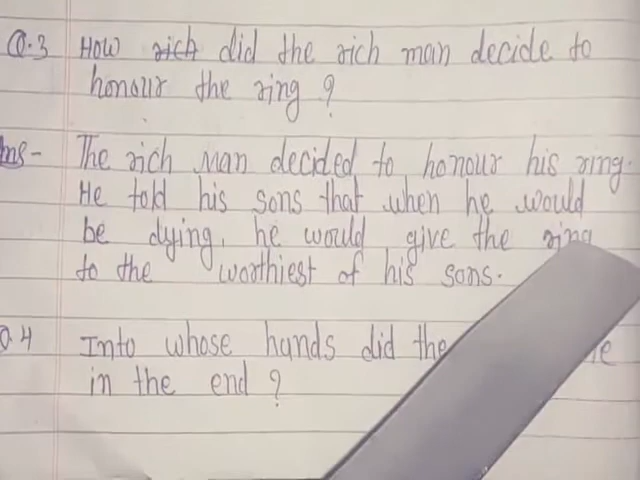 Q.3 How rich did the rich man decide to
honour the ring ?
Ans- The rich man decided to honour his ring.
He told his sons that when he would
be dying, he would give the ring
to the worthiest of his sons.
Q.4 Into whose hands did the
in the end ?